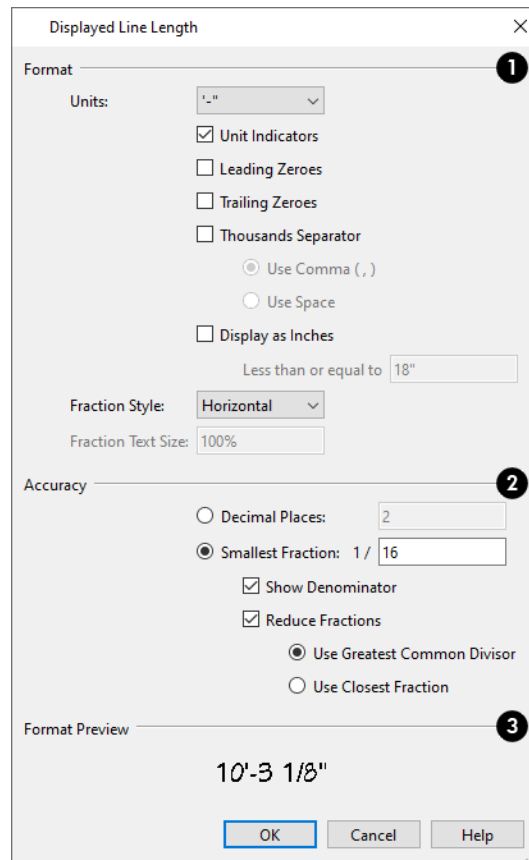 Displayed Line Length
Format 1
Units: '-"
Unit Indicators
Leading Zeroes
Trailing Zeroes
Thousands Separator
Use Comma ( , )
Use Space
Display as Inches
Less than or equal to 18"
Fraction Style: Horizontal
Fraction Text Size: 100%
Accuracy 2
Decimal Places: 2
Smallest Fraction: 1 / 16
Show Denominator
Reduce Fractions
Use Greatest Common Divisor
Use Closest Fraction
Format Preview 3
10'-3 1/8"
OK Cancel Help